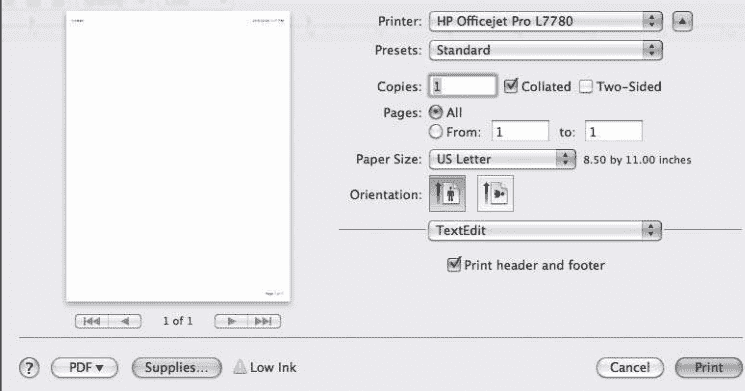 Printer: HP Officejet Pro L7780
Presets: Standard
Copies: 1 Collated Two-Sided
Pages: All
From: 1 to: 1
Paper Size: US Letter 8.50 by 11.00 inches
Orientation:
TextEdit
Print header and footer
1 of 1
? PDF Supplies... Low Ink Cancel Print